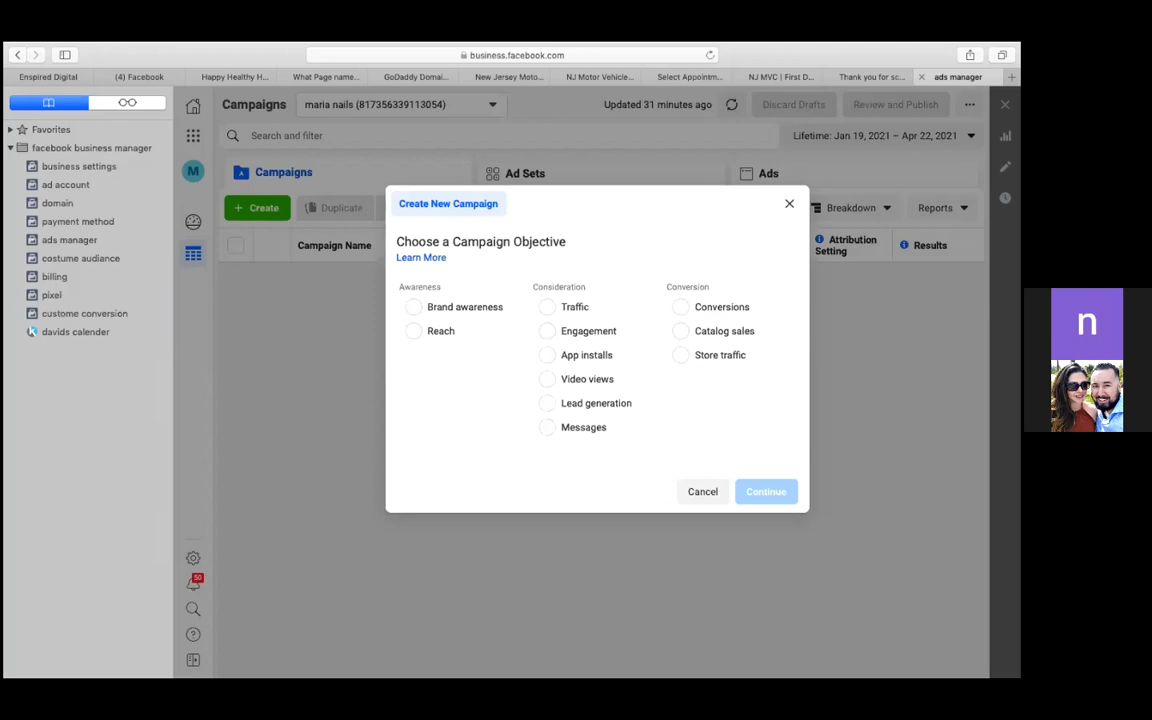 business.facebook.com
Enspired Digital
(4) Facebook
Happy Healthy H...
What Page name...
GoDaddy Domai...
New Jersey Moto...
NJ Motor Vehicle...
Select Appointm...
NJ MVC | First D...
Thank you for sc...
ads manager
Favorites
facebook business manager
business settings
ad account
domain
payment method
ads manager
costume audiance
billing
pixel
custome conversion
davids calender
Campaigns
maria nails (817356339113054)
Updated 31 minutes ago
Discard Drafts
Review and Publish
Search and filter
Lifetime: Jan 19, 2021 – Apr 22, 2021
M
Campaigns
Ad Sets
Ads
+ Create
Duplicate
Breakdown
Reports
Campaign Name
Attribution
Setting
Results
50
Create New Campaign
Choose a Campaign Objective
Learn More
Awareness
Brand awareness
Reach
Consideration
Traffic
Engagement
App installs
Video views
Lead generation
Messages
Conversion
Conversions
Catalog sales
Store traffic
Cancel
Continue
n